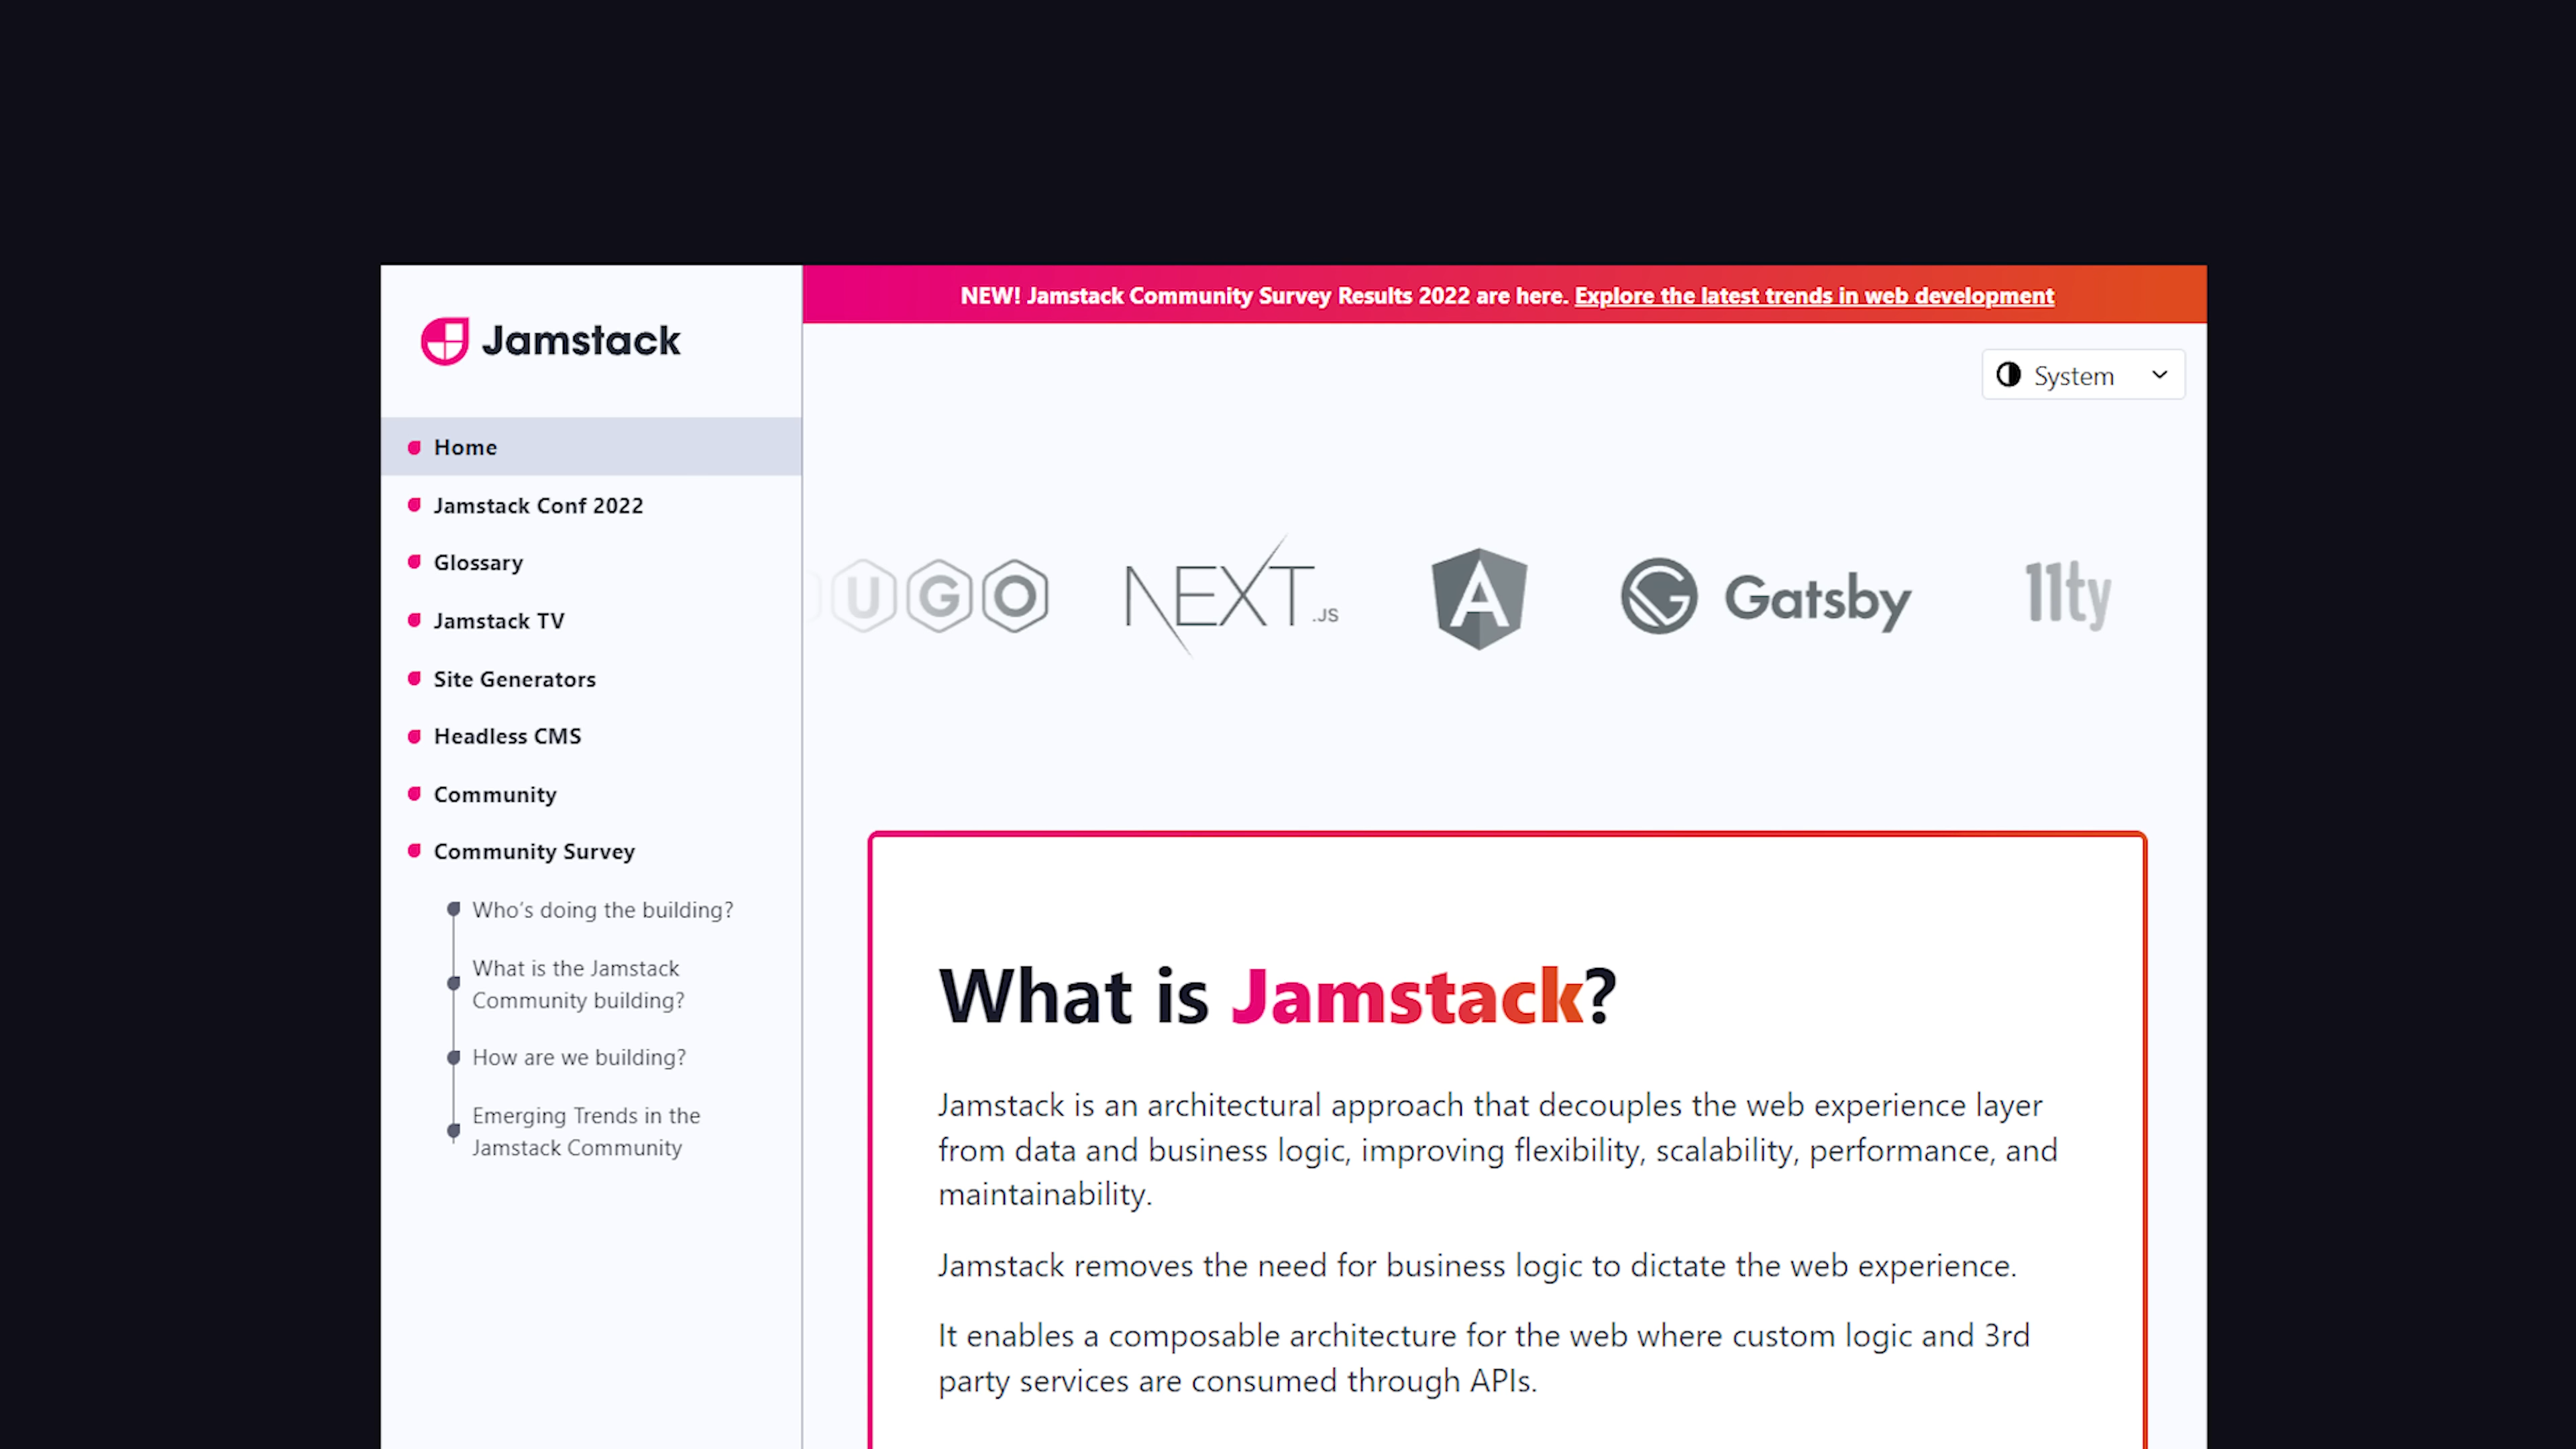 Jamstack
Home
Jamstack Conf 2022
Glossary
Jamstack TV
Site Generators
Headless CMS
Community
Community Survey
Who's doing the building?
What is the Jamstack
Community building?
How are we building?
Emerging Trends in the
Jamstack Community
NEW! Jamstack Community Survey Results 2022 are here. Explore the latest trends in web development
System
UGO NEXT.JS A Gatsby 11ty
What is Jamstack?
Jamstack is an architectural approach that decouples the web experience layer
from data and business logic, improving flexibility, scalability, performance, and
maintainability.
Jamstack removes the need for business logic to dictate the web experience.
It enables a composable architecture for the web where custom logic and 3rd
party services are consumed through APIs.